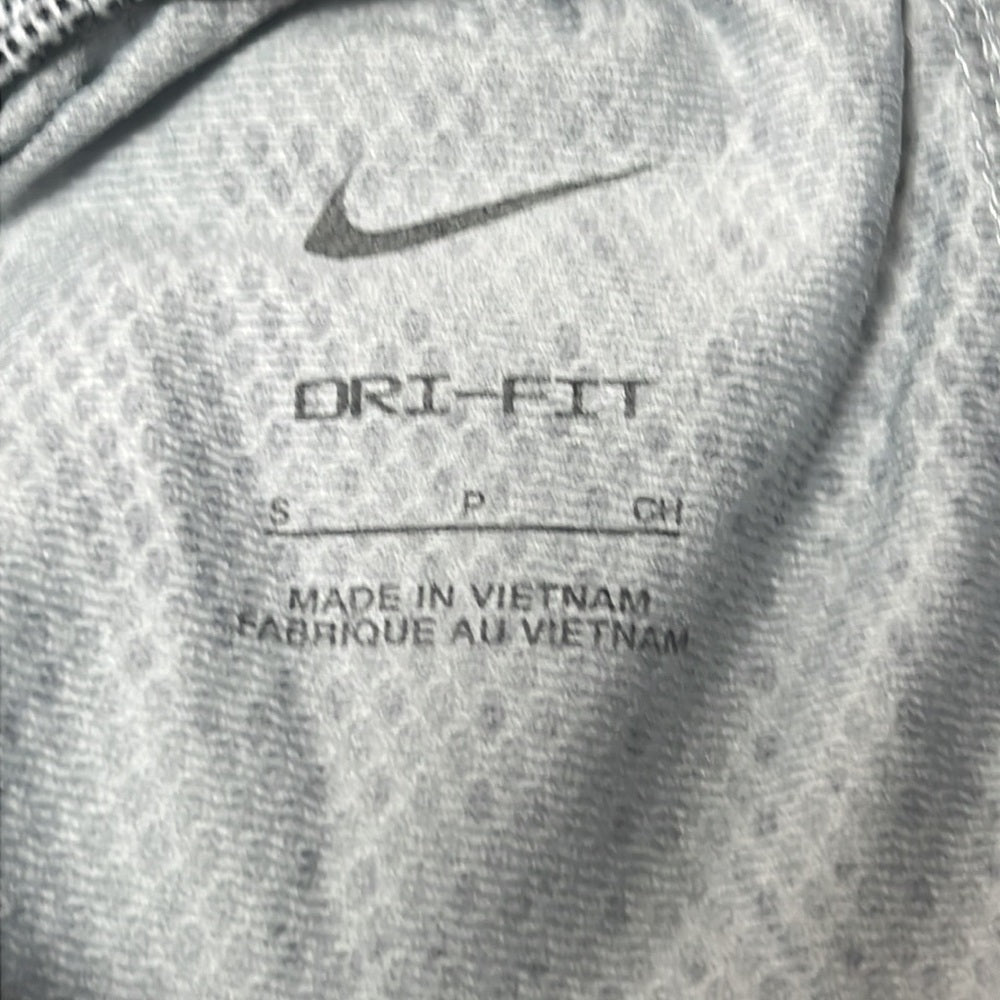 DRI-FIT
S P CH
MADE IN VIETNAM
FABRIQUE AU VIETNAM